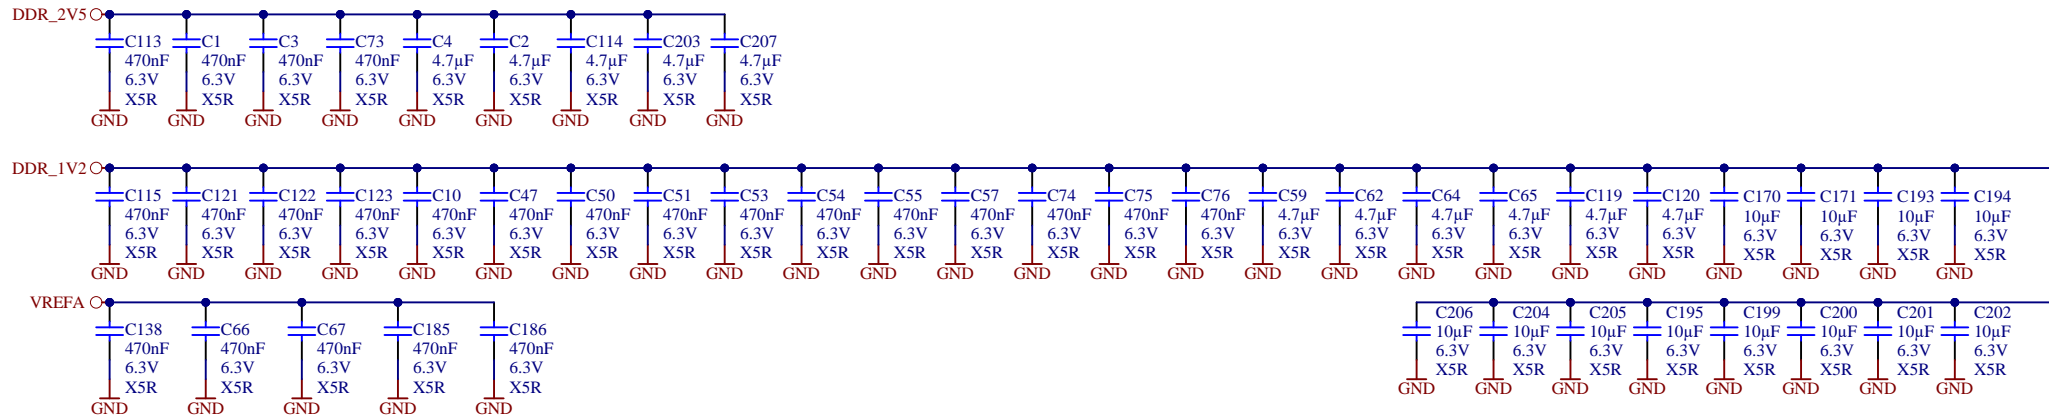 DDR_2V5
C113 C1 C3 C73 C4 C2 C114 C203 C207
470nF 470nF 470nF 470nF 4.7µF 4.7µF 4.7µF 4.7µF 4.7µF
6.3V 6.3V 6.3V 6.3V 6.3V 6.3V 6.3V 6.3V 6.3V
X5R X5R X5R X5R X5R X5R X5R X5R X5R
GND GND GND GND GND GND GND GND GND
DDR_1V2
C115 C121 C122 C123 C10 C47 C50 C51 C53 C54 C55 C57 C74 C75 C76 C59 C62 C64 C65 C119 C120 C170 C171 C193 C194
470nF 470nF 470nF 470nF 470nF 470nF 470nF 470nF 470nF 470nF 470nF 470nF 470nF 470nF 470nF 4.7µF 4.7µF 4.7µF 4.7µF 4.7µF 4.7µF 10µF 10µF 10µF 10µF
6.3V 6.3V 6.3V 6.3V 6.3V 6.3V 6.3V 6.3V 6.3V 6.3V 6.3V 6.3V 6.3V 6.3V 6.3V 6.3V 6.3V 6.3V 6.3V 6.3V 6.3V 6.3V 6.3V 6.3V 6.3V
X5R X5R X5R X5R X5R X5R X5R X5R X5R X5R X5R X5R X5R X5R X5R X5R X5R X5R X5R X5R X5R X5R X5R X5R X5R
GND GND GND GND GND GND GND GND GND GND GND GND GND GND GND GND GND GND GND GND GND GND GND GND GND
VREFA
C138 C66 C67 C185 C186
470nF 470nF 470nF 470nF 470nF
6.3V 6.3V 6.3V 6.3V 6.3V
X5R X5R X5R X5R X5R
GND GND GND GND GND
C206 C204 C205 C195 C199 C200 C201 C202
10µF 10µF 10µF 10µF 10µF 10µF 10µF 10µF
6.3V 6.3V 6.3V 6.3V 6.3V 6.3V 6.3V 6.3V
X5R X5R X5R X5R X5R X5R X5R X5R
GND GND GND GND GND GND GND GND